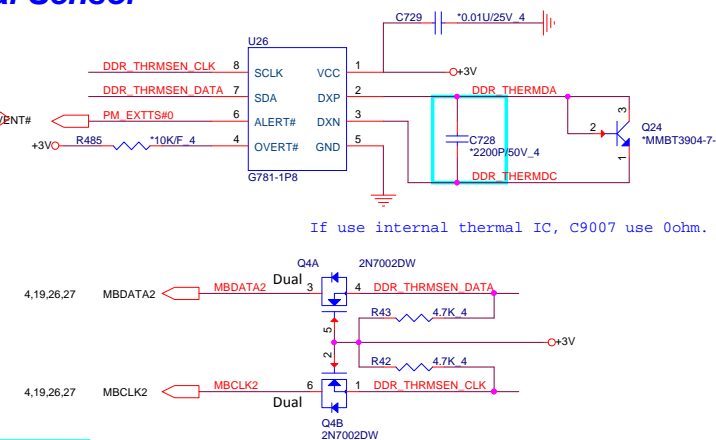 al Sensor
C729 *0.01U/25V_4
U26
DDR_THRMSEN_CLK 8 SCLK VCC 1 +3V
DDR_THRMSEN_DATA 7 SDA DXP 2 DDR_THERMDA
VENT# PM_EXTTS#0 6 ALERT# DXN 3
+3V R485 *10K/F_4 4 OVERT# GND 5
G781-1P8
C728
*2200P/50V_4
DDR_THERMDC
2 3 1 Q24
*MMBT3904-7-
If use internal thermal IC, C9007 use 0ohm.
Q4A 2N7002DW
Dual
4,19,26,27 MBDATA2 MBDATA2 3 4 DDR_THRMSEN_DATA
R43 4.7K_4
5
+3V
2
R42 4.7K_4
4,19,26,27 MBCLK2 MBCLK2 6 1 DDR_THRMSEN_CLK
Dual
Q4B
2N7002DW